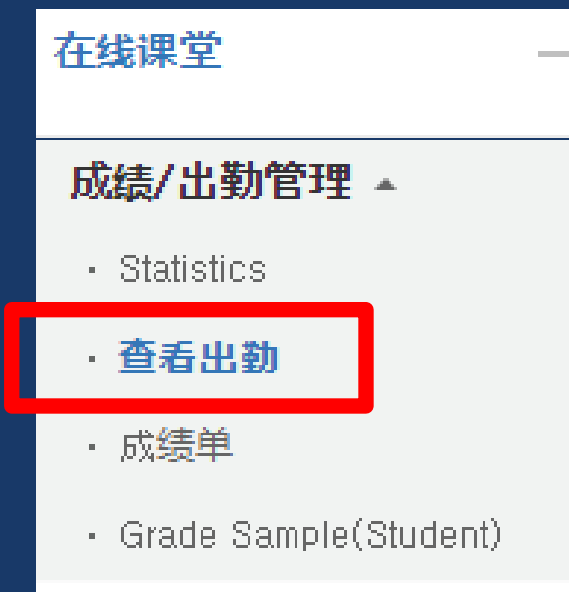 在线课堂
成绩/出勤管理
Statistics
查看出勤
成绩单
Grade Sample(Student)